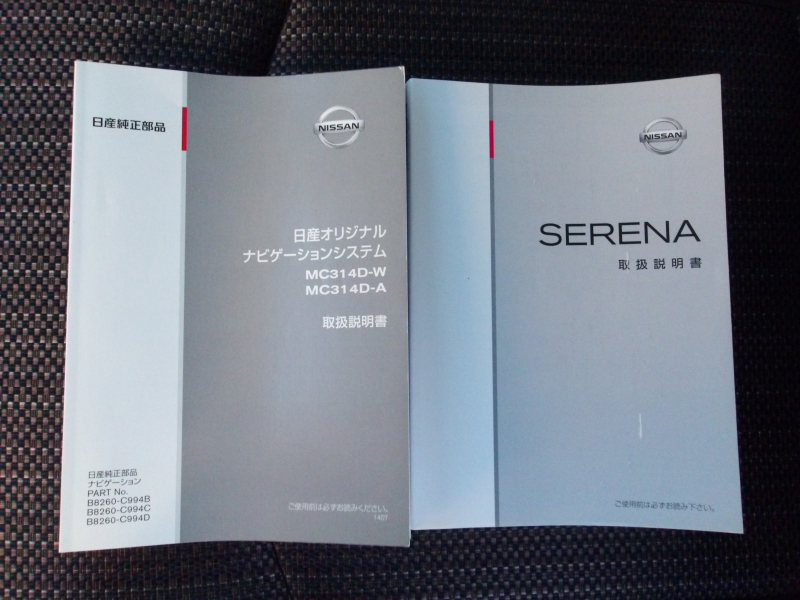 日産純正部品
NISSAN
日産オリジナル
ナビゲーションシステム
MC314D-W
MC314D-A
取扱説明書
日産純正部品
ナビゲーション
PART No.
B8260-C994B
B8260-C994C
B8260-C994D
ご使用前は必ずお読みください。
NISSAN
SERENA
取扱説明書
ご使用前は必ずお読み下さい。